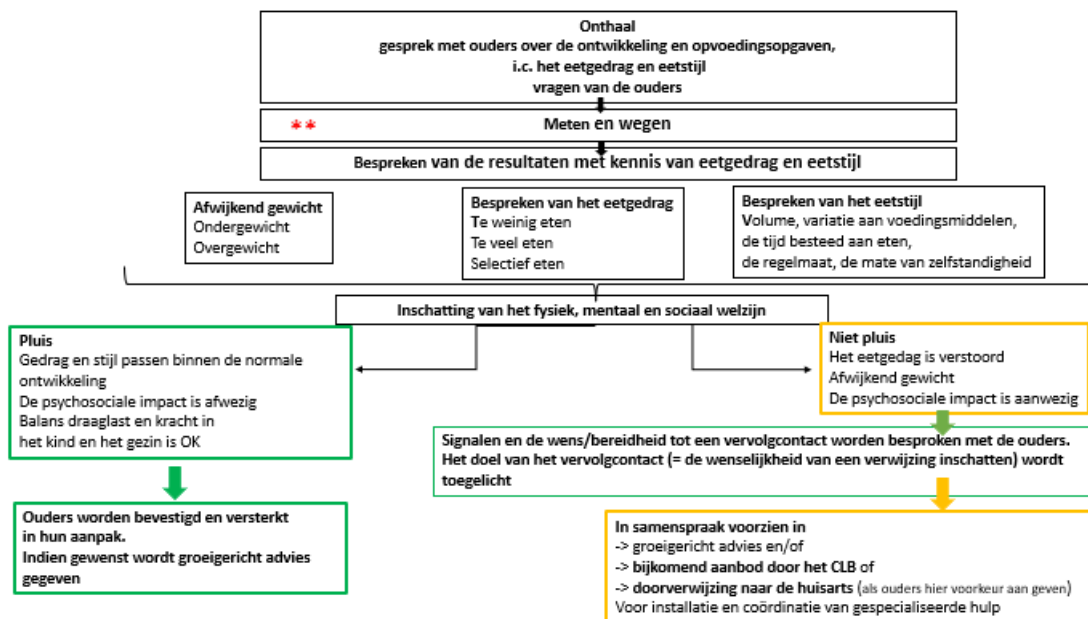 Onthaal
gesprek met ouders over de ontwikkeling en opvoedingsopgaven,
i.c. het eetgedrag en eetstijl
vragen van de ouders
** Meten en wegen
Bespreken van de resultaten met kennis van eetgedrag en eetstijl
Afwijkend gewicht
Ondergewicht
Overgewicht
Bespreken van het eetgedrag
Te weinig eten
Te veel eten
Selectief eten
Bespreken van het eetstijl
Volume, variatie aan voedingsmiddelen,
de tijd besteed aan eten,
de regelmaat, de mate van zelfstandigheid
Inschatting van het fysiek, mentaal en sociaal welzijn
Pluis
Gedrag en stijl passen binnen de normale
ontwikkeling
De psychosociale impact is afwezig
Balans draaglast en kracht in
het kind en het gezin is OK
Niet pluis
Het eetgedag is verstoord
Afwijkend gewicht
De psychosociale impact is aanwezig
Signalen en de wens/bereidheid tot een vervolgcontact worden besproken met de ouders.
Het doel van het vervolgcontact (= de wenselijkheid van een verwijzing inschatten) wordt
toegelicht
Ouders worden bevestigd en versterkt
in hun aanpak.
Indien gewenst wordt groeigericht advies
gegeven
In samenspraak voorzien in
-> groeigericht advies en/of
-> bijkomend aanbod door het CLB of
-> doorverwijzing naar de huisarts (als ouders hier voorkeur aan geven)
Voor installatie en coördinatie van gespecialiseerde hulp